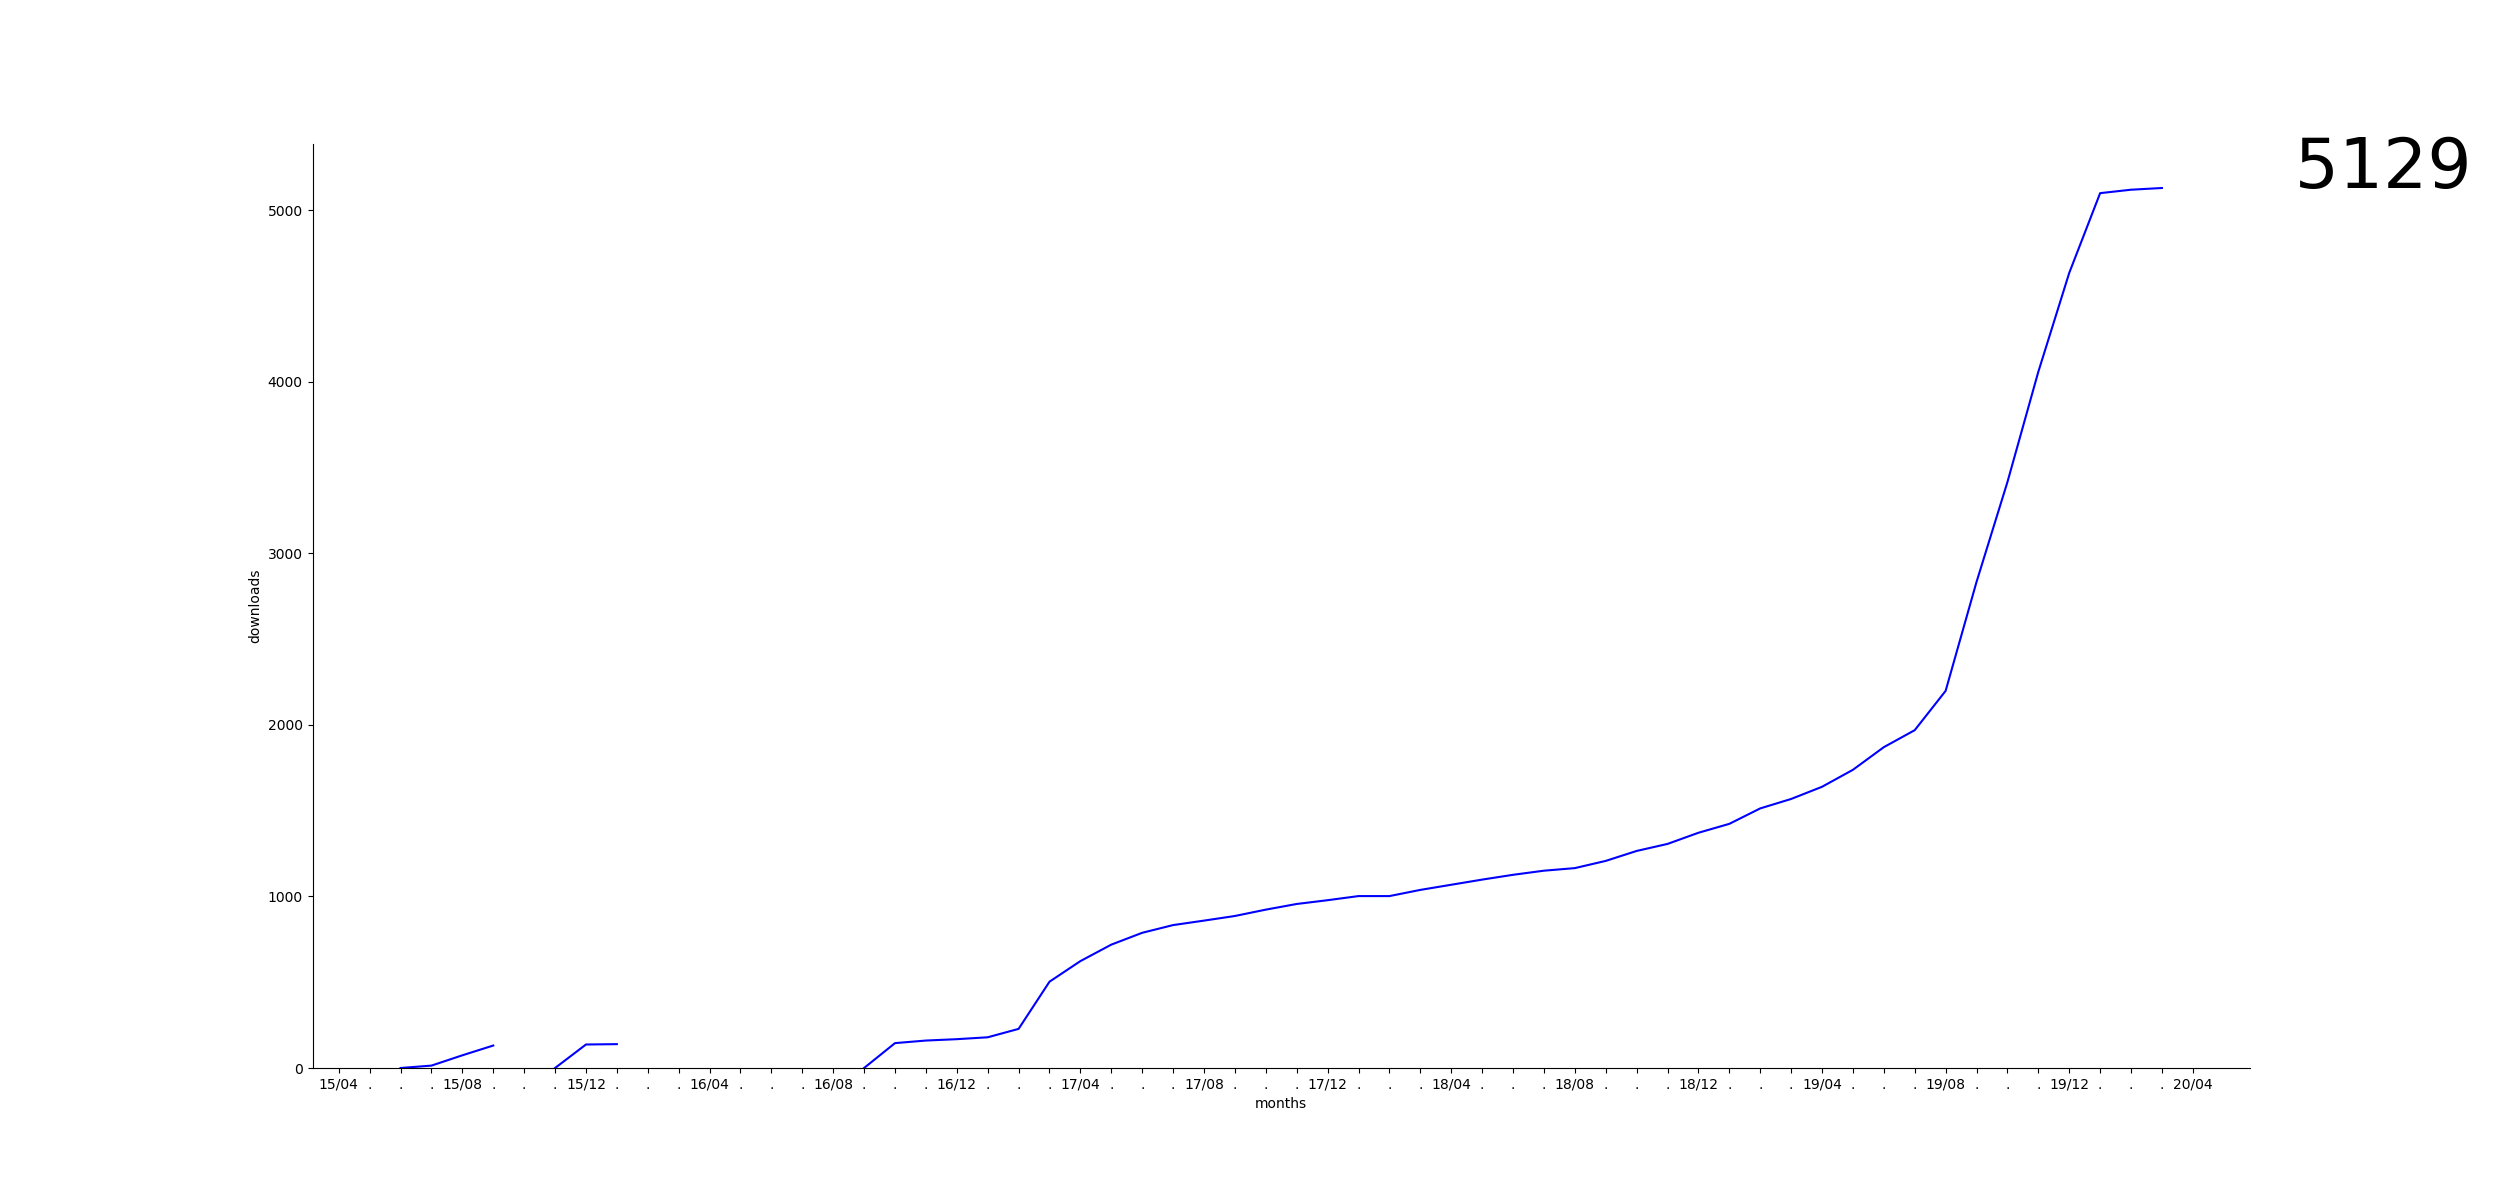 5129
5000
4000
3000
2000
1000
0
downloads
15/04 . . . 15/08 . . . 15/12 . . . 16/04 . . . 16/08 . . . 16/12 . . . 17/04 . . . 17/08 . . . 17/12 . . . 18/04 . . . 18/08 . . . 18/12 . . . 19/04 . . . 19/08 . . . 19/12 . . . 20/04
months